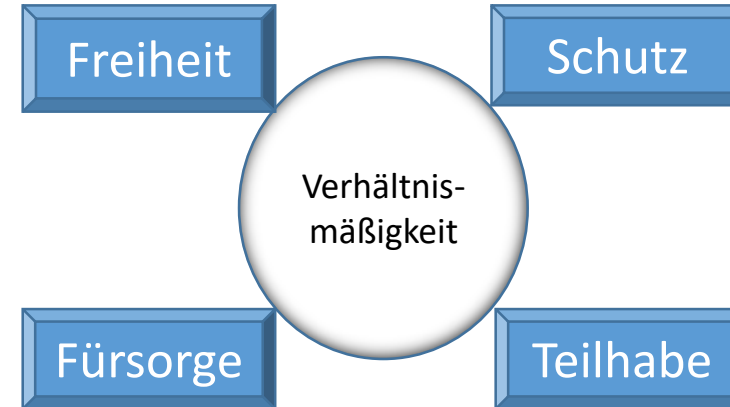 Freiheit
Schutz
Verhältnis-
mäßigkeit
Fürsorge
Teilhabe